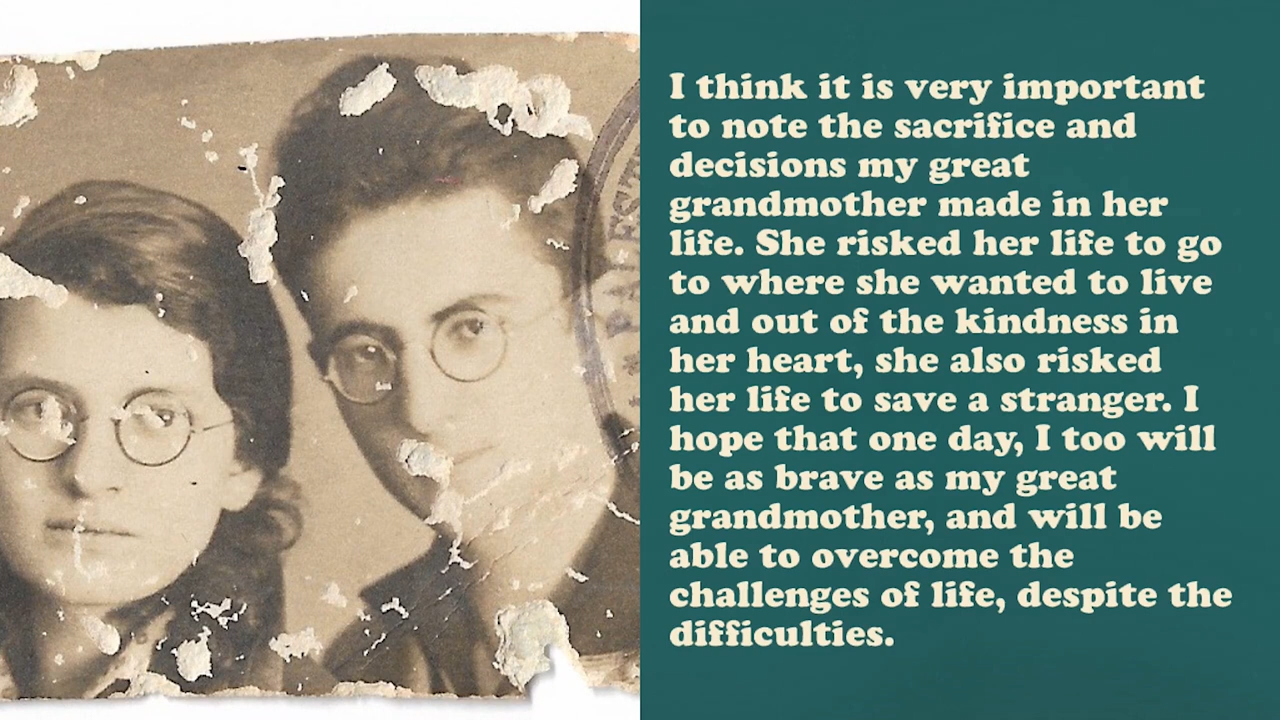 I think it is very important
to note the sacrifice and
decisions my great
grandmother made in her
life. She risked her life to go
to where she wanted to live
and out of the kindness in
her heart, she also risked
her life to save a stranger. I
hope that one day, I too will
be as brave as my great
grandmother, and will be
able to overcome the
challenges of life, despite the
difficulties.